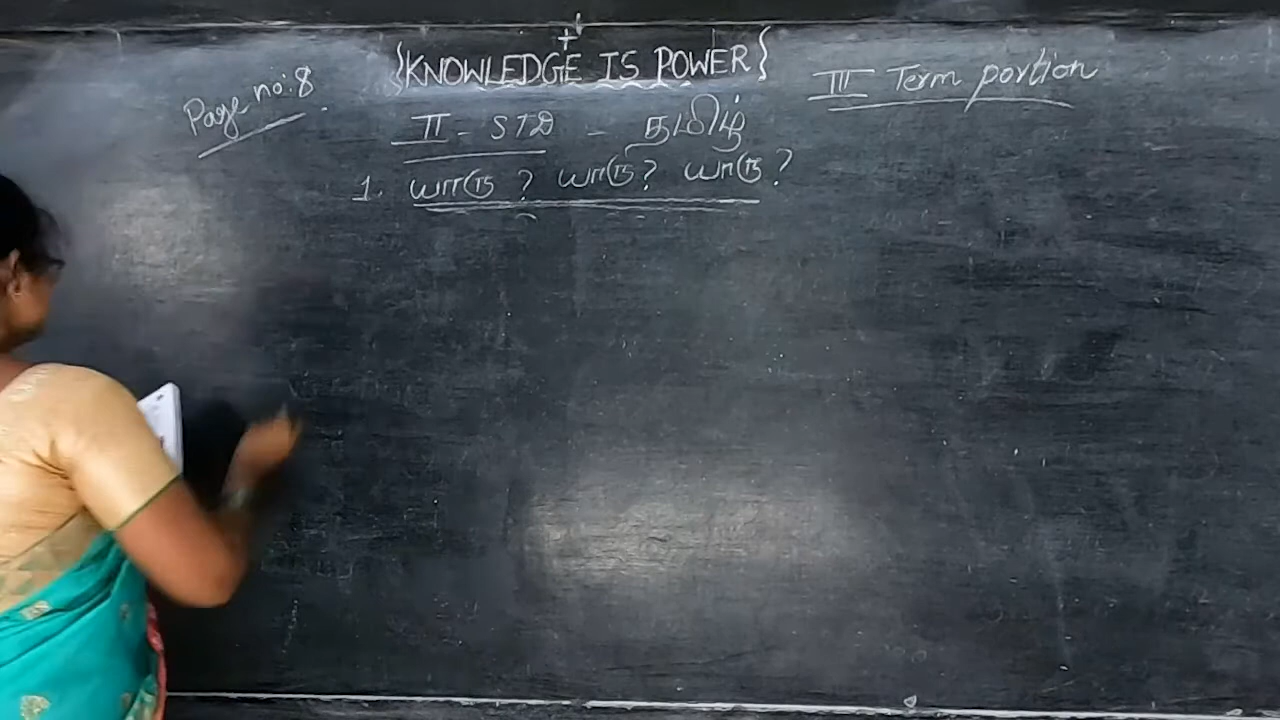 {KNOWLEDGE IS POWER}
Page no:8
III Term portion
II - STD - தமிழ்
1. யாரு? யாரு? யாரு?